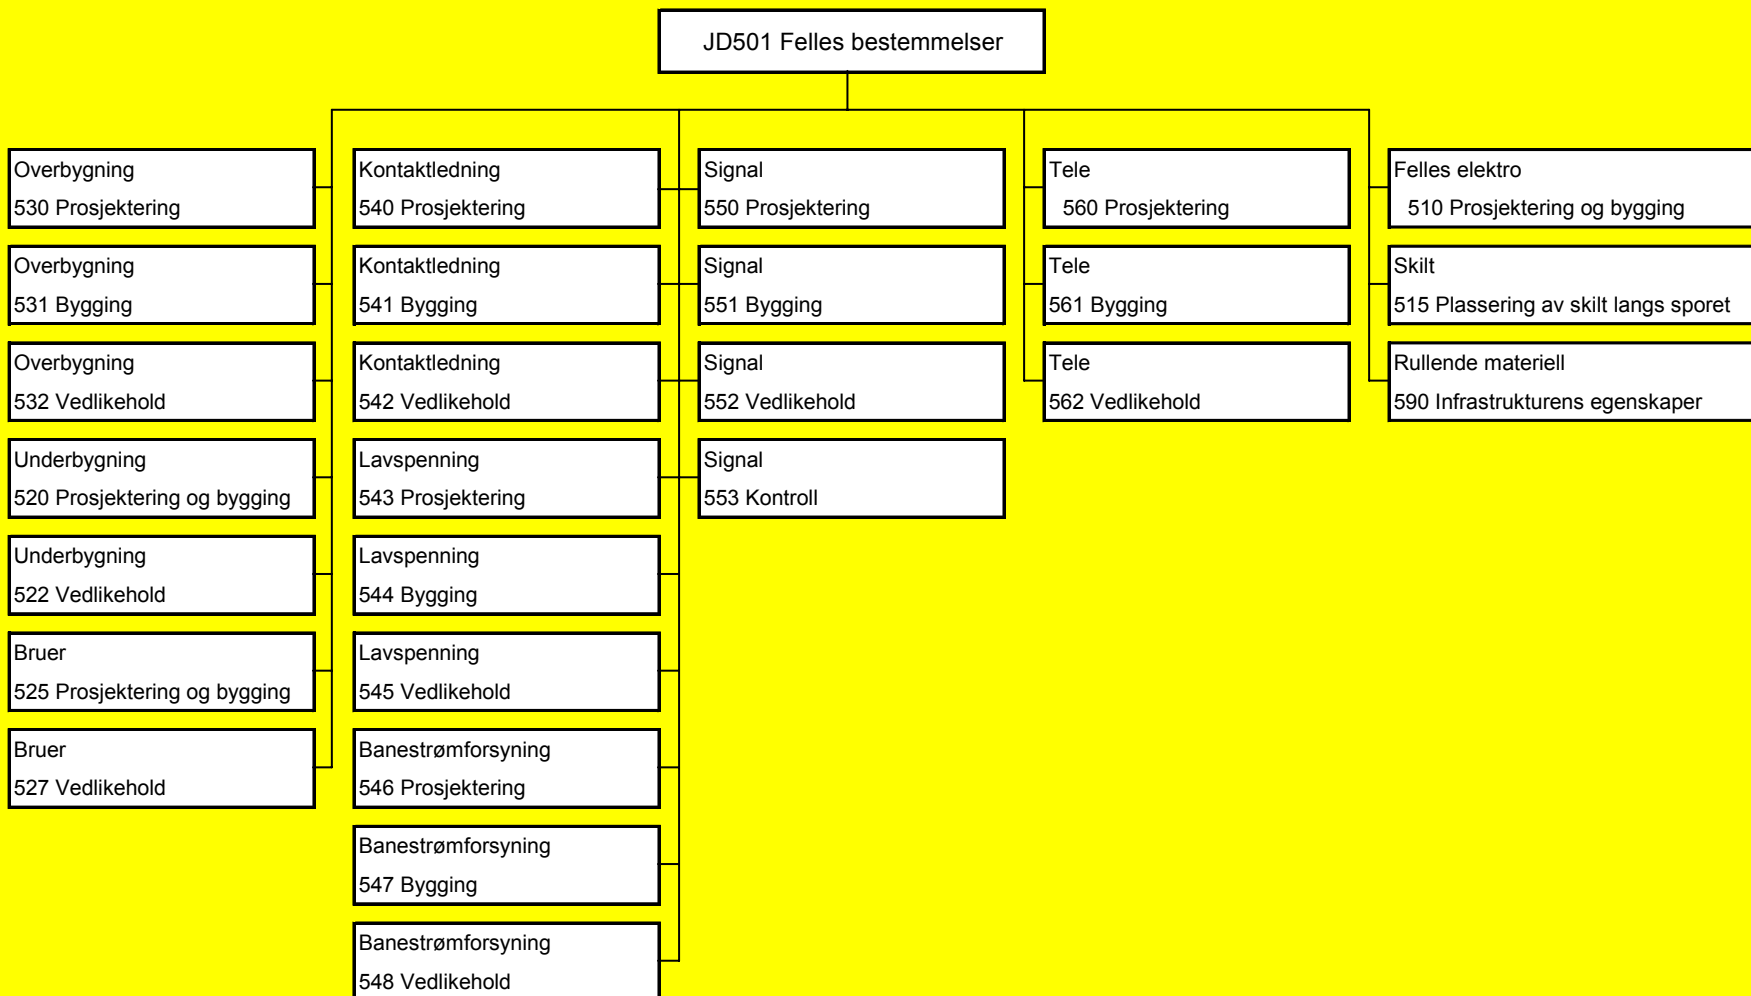 JD501 Felles bestemmelser
Overbygning
530 Prosjektering
Overbygning
531 Bygging
Overbygning
532 Vedlikehold
Underbygning
520 Prosjektering og bygging
Underbygning
522 Vedlikehold
Bruer
525 Prosjektering og bygging
Bruer
527 Vedlikehold
Kontaktledning
540 Prosjektering
Kontaktledning
541 Bygging
Kontaktledning
542 Vedlikehold
Lavspenning
543 Prosjektering
Lavspenning
544 Bygging
Lavspenning
545 Vedlikehold
Banestrømforsyning
546 Prosjektering
Banestrømforsyning
547 Bygging
Banestrømforsyning
548 Vedlikehold
Signal
550 Prosjektering
Signal
551 Bygging
Signal
552 Vedlikehold
Signal
553 Kontroll
Tele
560 Prosjektering
Tele
561 Bygging
Tele
562 Vedlikehold
Felles elektro
510 Prosjektering og bygging
Skilt
515 Plassering av skilt langs sporet
Rullende materiell
590 Infrastrukturens egenskaper